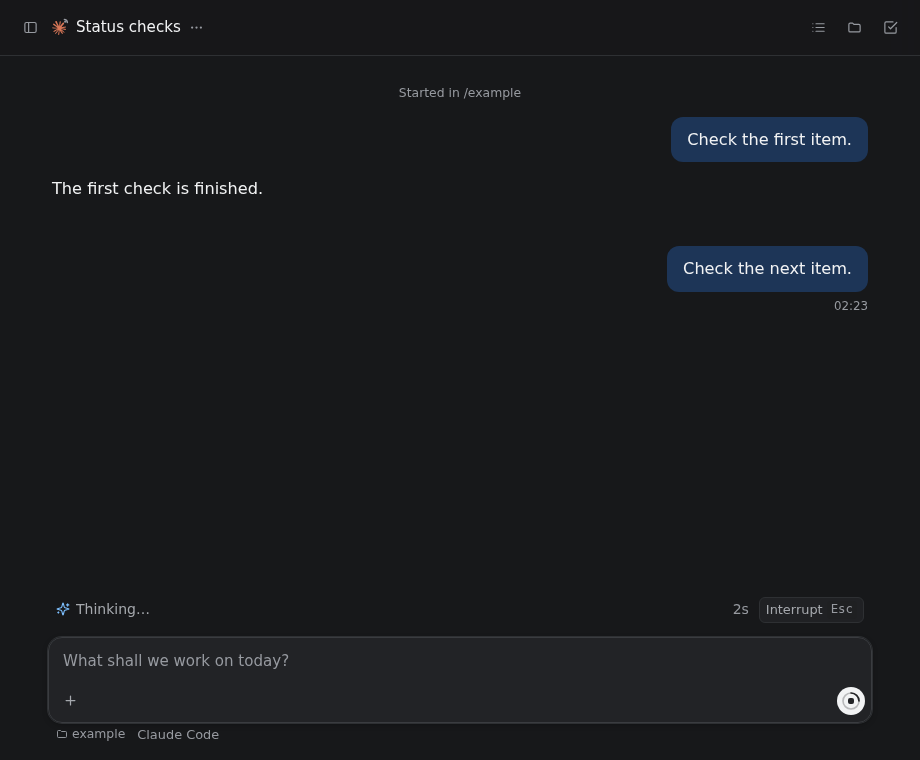 Status checks
Started in /example
Check the first item.
The first check is finished.
Check the next item.
02:23
Thinking…
2s
Interrupt Esc
What shall we work on today?
example
Claude Code